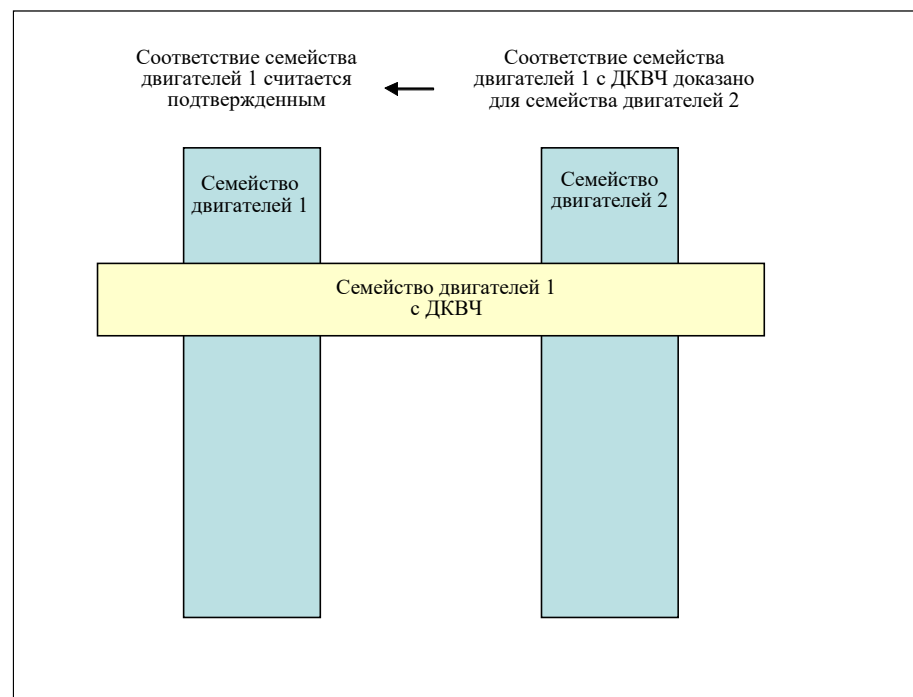 Соответствие семейства
двигателей 1 считается
подтвержденным
Соответствие семейства
двигателей 1 с ДКВЧ доказано
для семейства двигателей 2
Семейство
двигателей 1
Семейство
двигателей 2
Семейство двигателей 1
с ДКВЧ